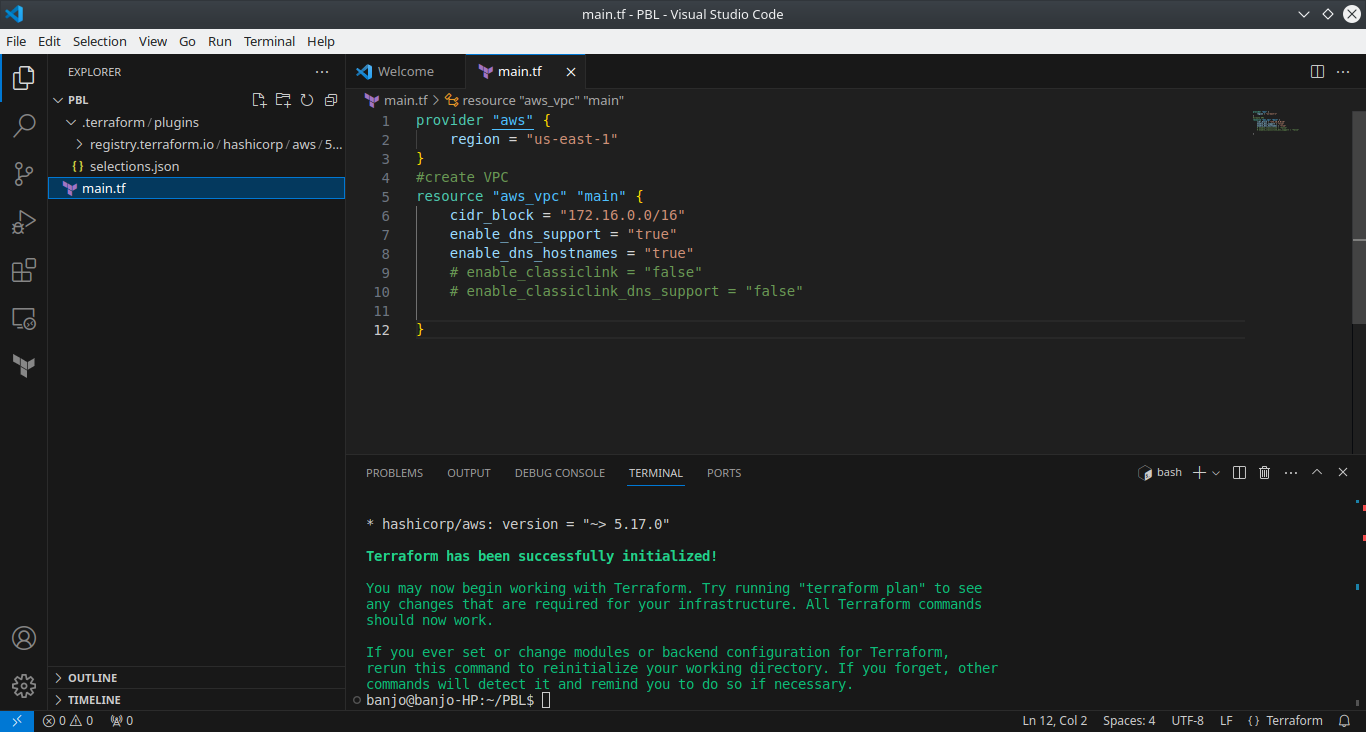 main.tf - PBL - Visual Studio Code
File Edit Selection View Go Run Terminal Help
EXPLORER
PBL
.terraform / plugins
registry.terraform.io / hashicorp / aws / 5...
{} selections.json
main.tf
OUTLINE
TIMELINE
Welcome
main.tf
main.tf > resource "aws_vpc" "main"
1 provider "aws" {
2 region = "us-east-1"
3 }
4 #create VPC
5 resource "aws_vpc" "main" {
6 cidr_block = "172.16.0.0/16"
7 enable_dns_support = "true"
8 enable_dns_hostnames = "true"
9 # enable_classiclink = "false"
10 # enable_classiclink_dns_support = "false"
11
12 }
PROBLEMS OUTPUT DEBUG CONSOLE TERMINAL PORTS
bash
* hashicorp/aws: version = "~> 5.17.0"
Terraform has been successfully initialized!
You may now begin working with Terraform. Try running "terraform plan" to see
any changes that are required for your infrastructure. All Terraform commands
should now work.
If you ever set or change modules or backend configuration for Terraform,
rerun this command to reinitialize your working directory. If you forget, other
commands will detect it and remind you to do so if necessary.
banjo@banjo-HP:~/PBL$
0 0 0
Ln 12, Col 2 Spaces: 4 UTF-8 LF {} Terraform